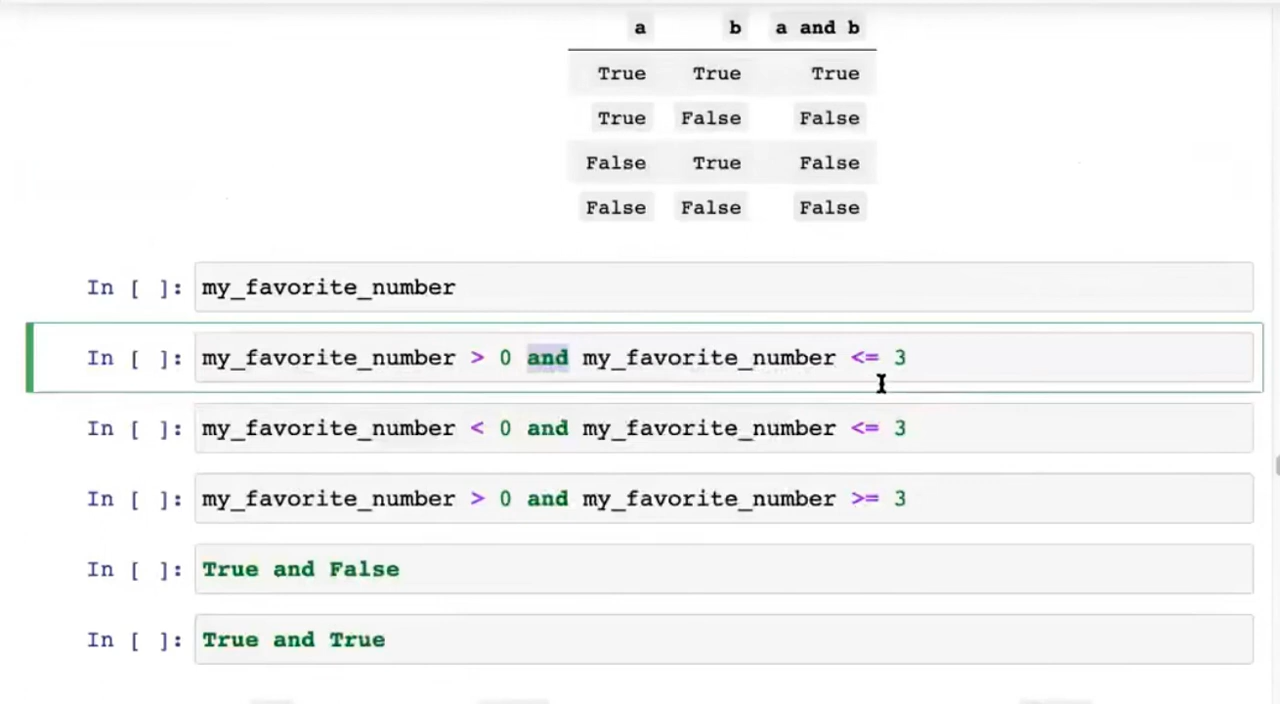 a b a and b
True True True
True False False
False True False
False False False
In [ ]: my_favorite_number
In [ ]: my_favorite_number > 0 and my_favorite_number <= 3
In [ ]: my_favorite_number < 0 and my_favorite_number <= 3
In [ ]: my_favorite_number > 0 and my_favorite_number >= 3
In [ ]: True and False
In [ ]: True and True